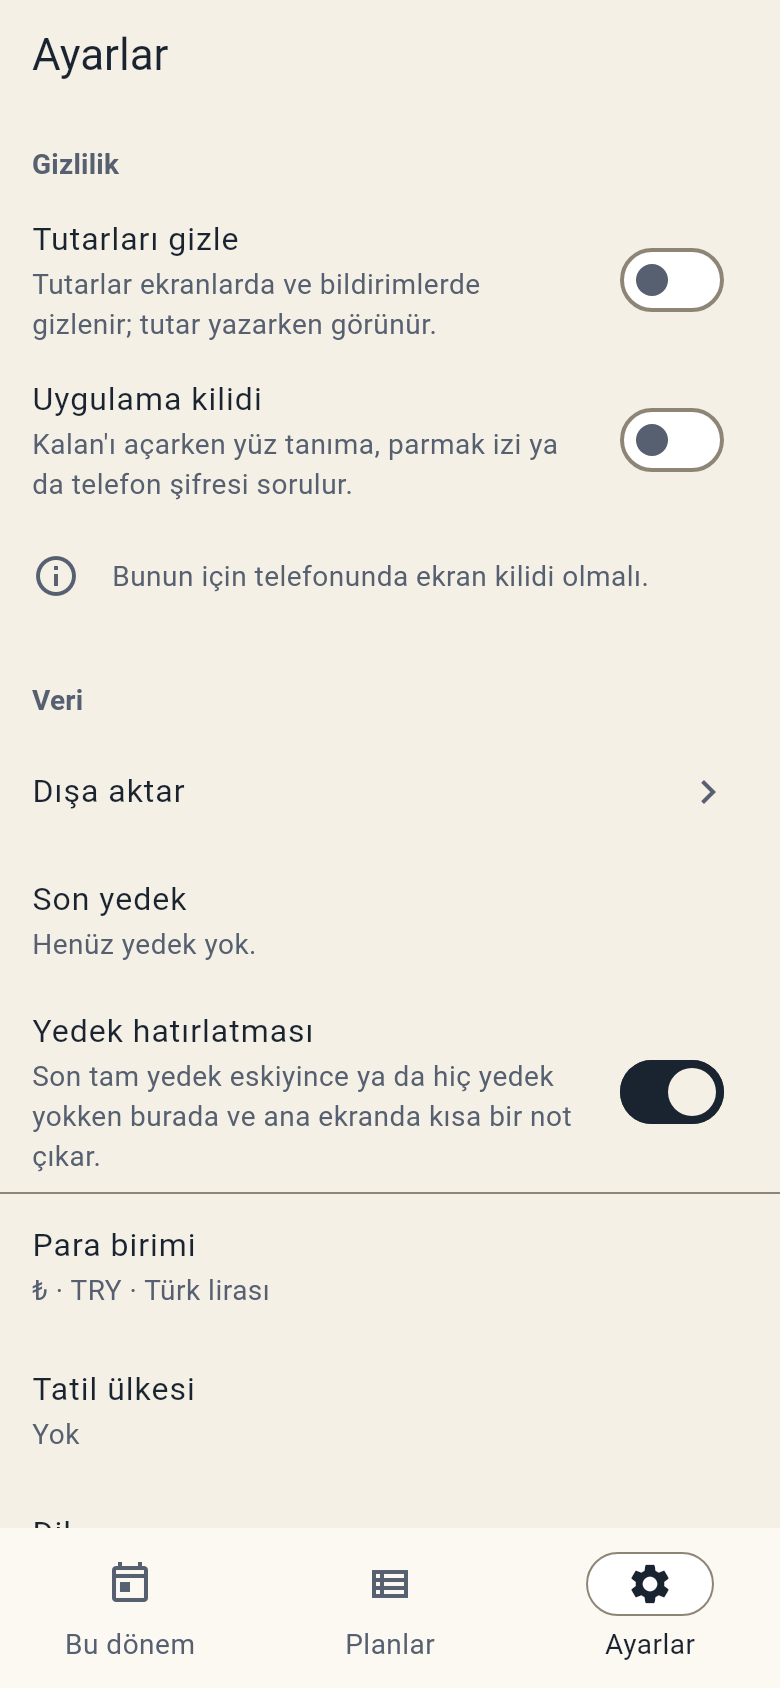 Ayarlar
Gizlilik
Tutarları gizle
Tutarlar ekranlarda ve bildirimlerde
gizlenir; tutar yazarken görünür.
Uygulama kilidi
Kalan'ı açarken yüz tanıma, parmak izi ya
da telefon şifresi sorulur.
Bunun için telefonunda ekran kilidi olmalı.
Veri
Dışa aktar
Son yedek
Henüz yedek yok.
Yedek hatırlatması
Son tam yedek eskiyince ya da hiç yedek
yokken burada ve ana ekranda kısa bir not
çıkar.
Para birimi
₺ · TRY · Türk lirası
Tatil ülkesi
Yok
Bu dönem
Planlar
Ayarlar